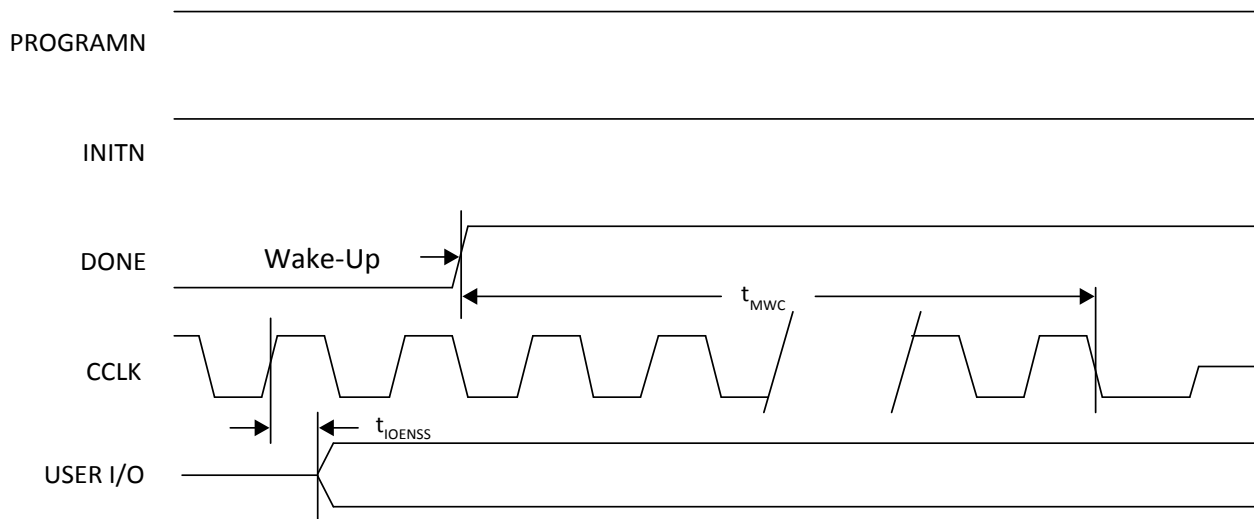 PROGRAMN
INITN
DONE
Wake-Up
tMWC
CCLK
tIOENSS
USER I/O